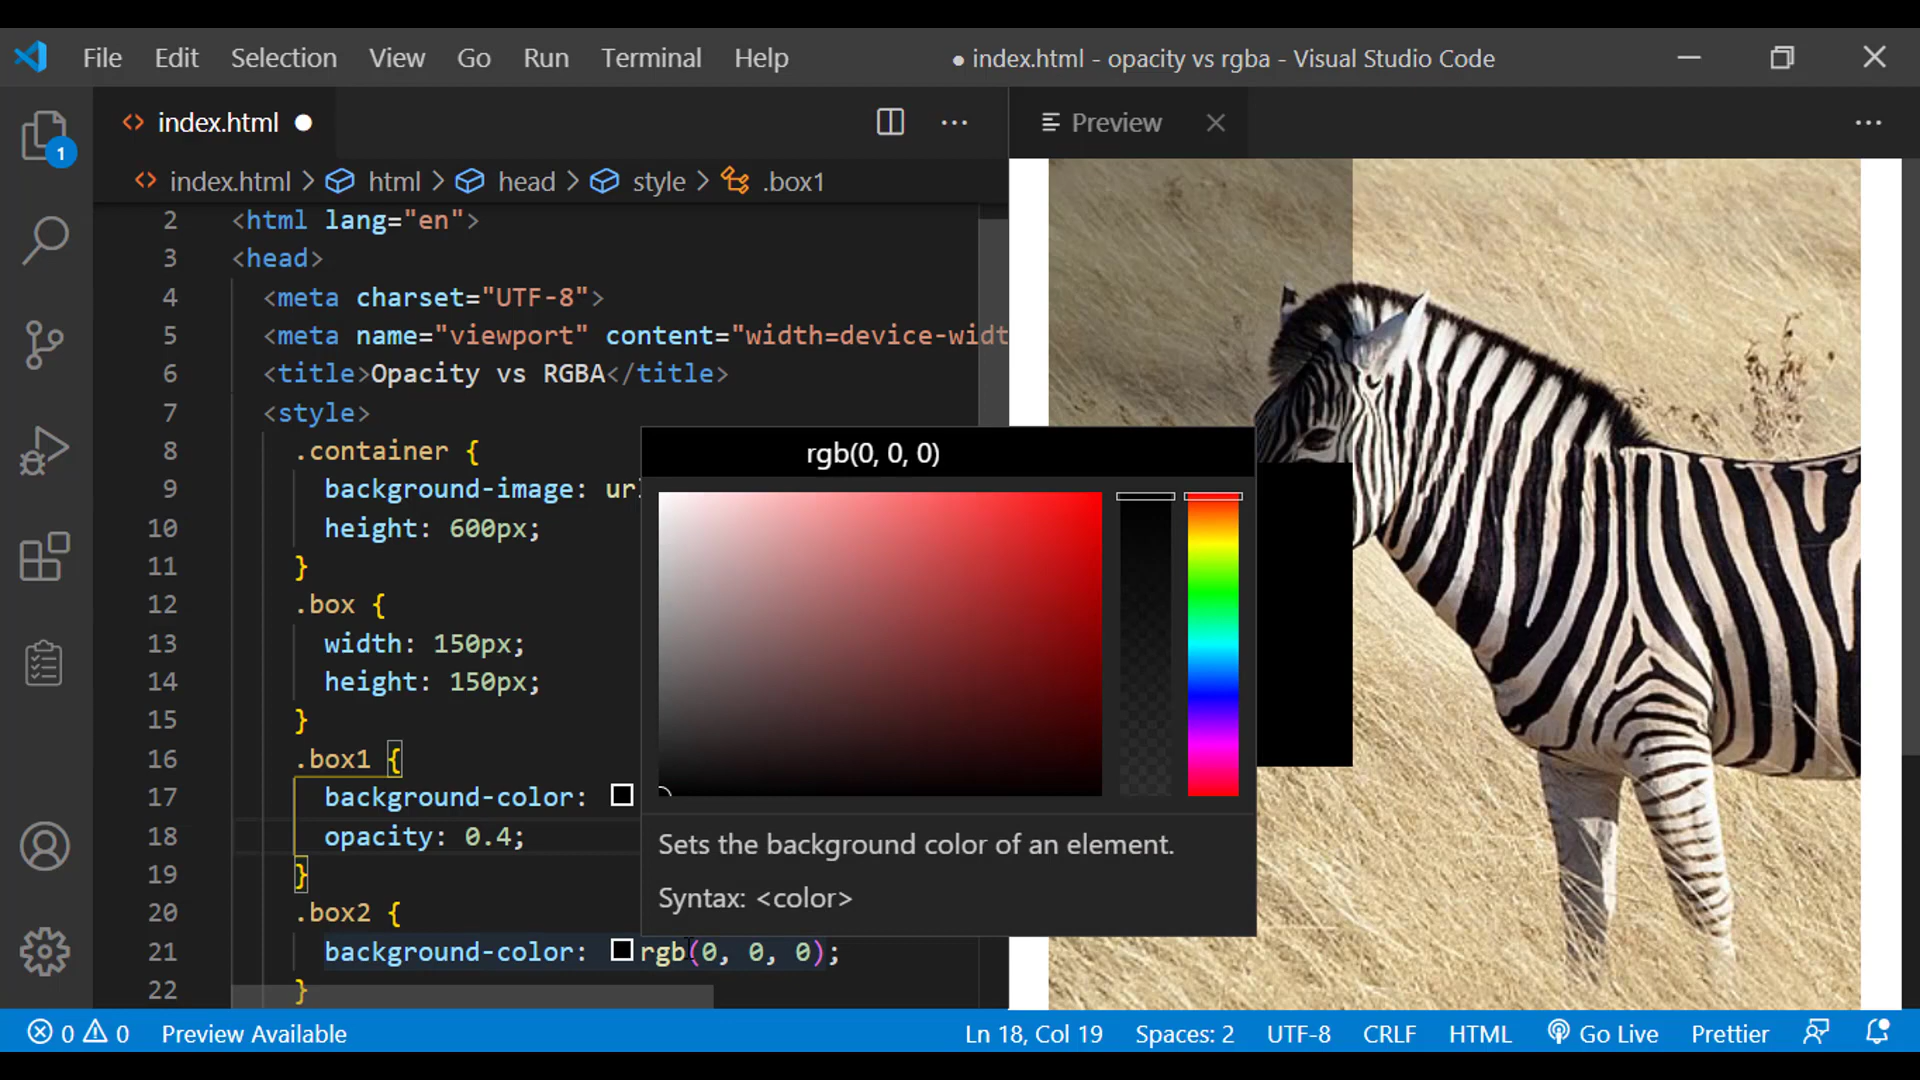 File Edit Selection View Go Run Terminal Help ● index.html - opacity vs rgba - Visual Studio Code
index.html
Preview
1
index.html > html > head > style > .box1
2 <html lang="en">
3 <head>
4 <meta charset="UTF-8">
5 <meta name="viewport" content="width=device-widt
6 <title>Opacity vs RGBA</title>
7 <style>
8 .container {
9 background-image: ur
10 height: 600px;
11 }
12 .box {
13 width: 150px;
14 height: 150px;
15 }
16 .box1 {
17 background-color:
18 opacity: 0.4;
19 }
20 .box2 {
21 background-color: rgb(0, 0, 0);
22 }
rgb(0, 0, 0)
Sets the background color of an element.
Syntax: <color>
0 0 Preview Available Ln 18, Col 19 Spaces: 2 UTF-8 CRLF HTML Go Live Prettier